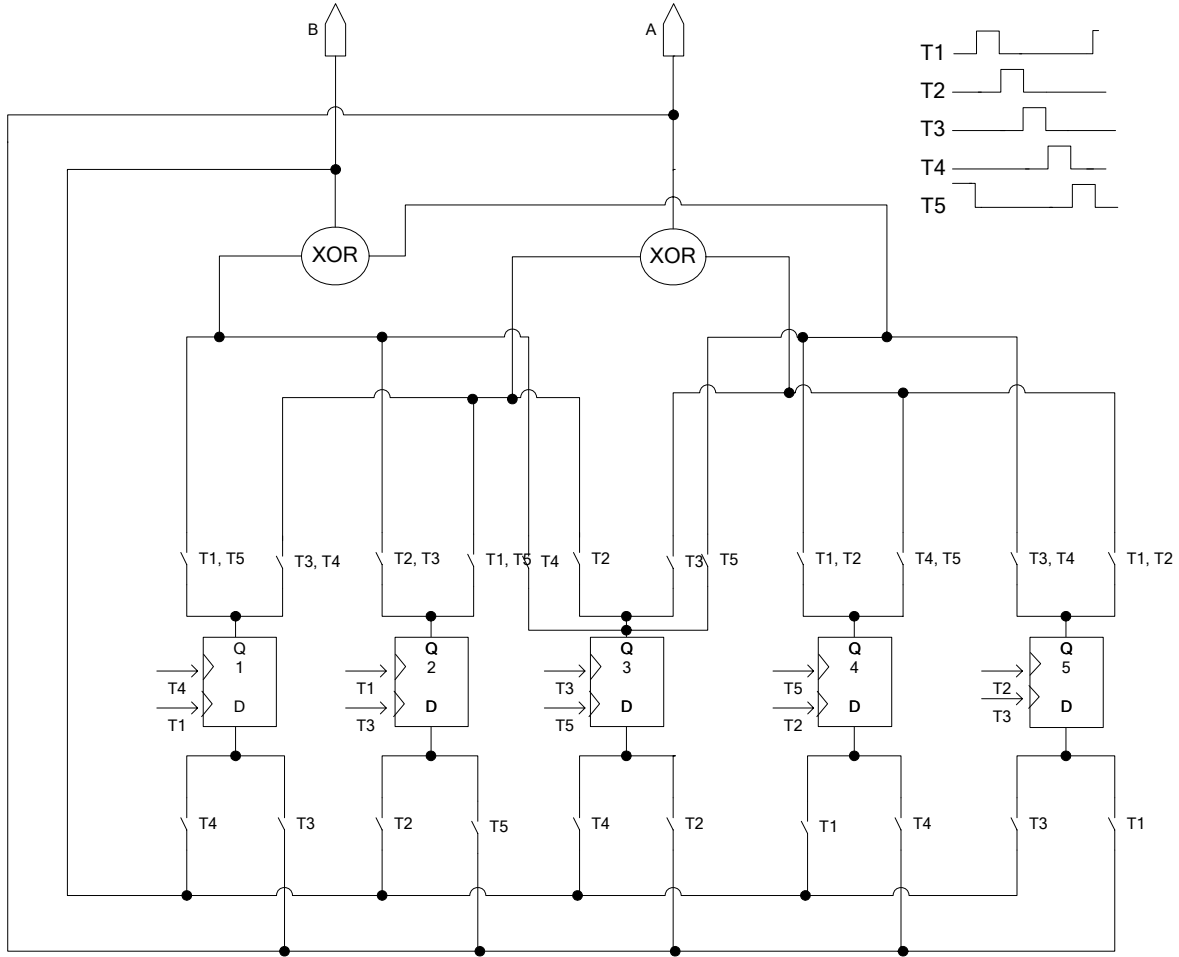 B
A
T1
T2
T3
T4
T5
XOR
XOR
T1, T5
T3, T4
T2, T3
T1, T5
T4
T2
T3
T5
T1, T2
T4, T5
T3, T4
T1, T2
Q
1
D
T4
T1
Q
2
D
T1
T3
Q
3
D
T3
T5
Q
4
D
T5
T2
Q
5
D
T2
T3
T4
T3
T2
T5
T4
T2
T1
T4
T3
T1